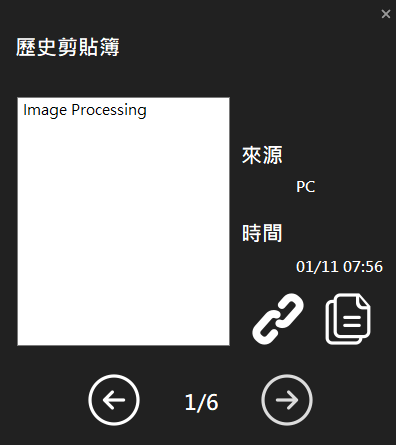 歷史剪貼簿
Image Processing
來源
PC
時間
01/11 07:56
1/6